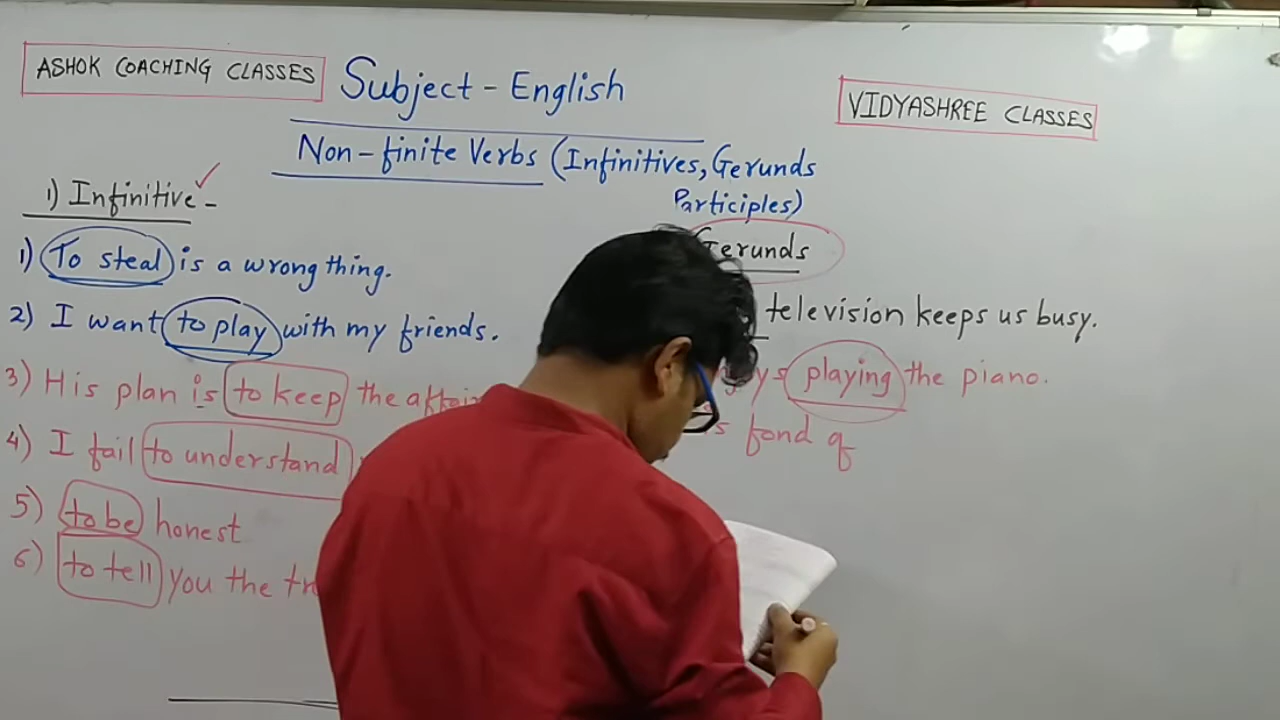 ASHOK COACHING CLASSES
Subject - English
VIDYASHREE CLASSES
Non-finite Verbs (Infinitives, Gerunds
Participles)
1) Infinitive -
1) To steal is a wrong thing.
2) I want to play with my friends.
3) His plan is to keep the affair
4) I fail to understand
5) to be honest
6) to tell you the
Gerunds
television keeps us busy.
playing the piano.
fond of